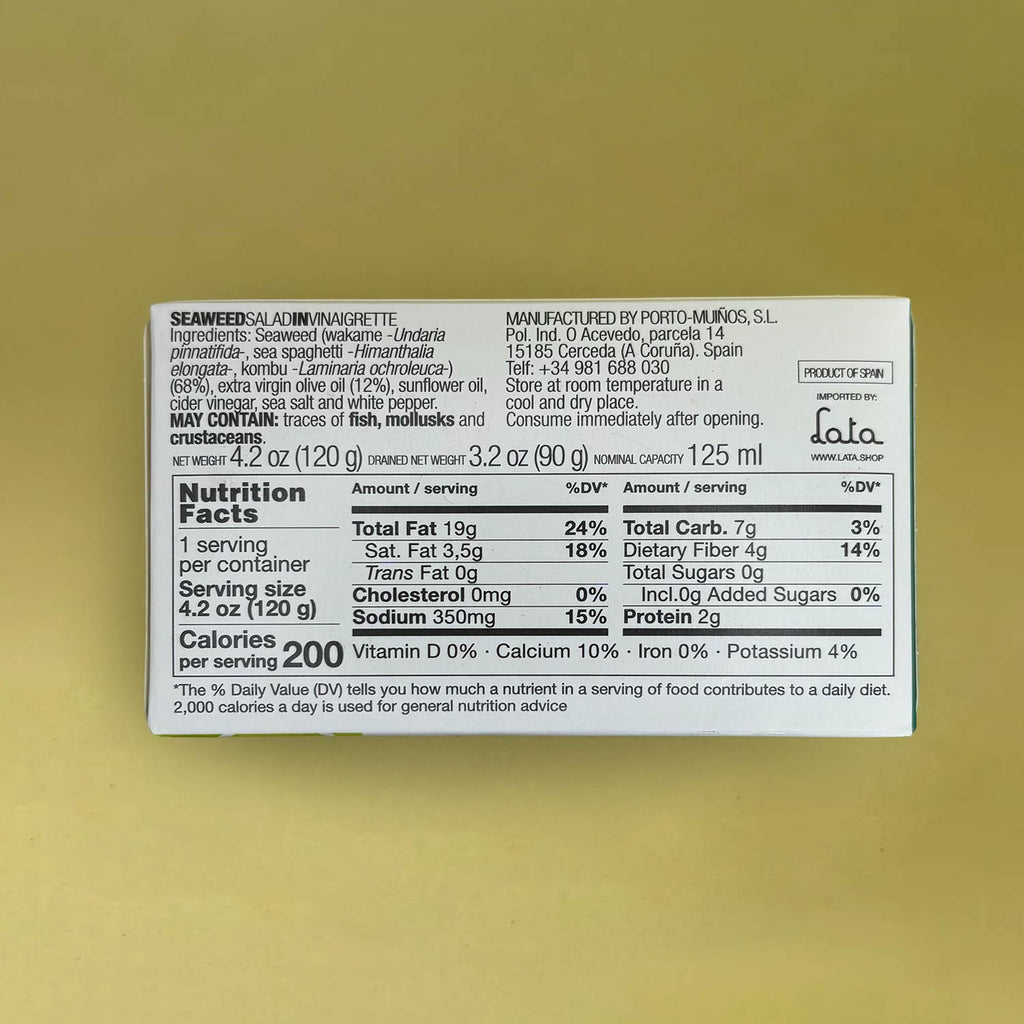 SEAWEEDSALADINVINAIGRETTE
Ingredients: Seaweed (wakame -Undaria
pinnatifida-, sea spaghetti -Himanthalia
elongata-, kombu -Laminaria ochroleuca-)
(68%), extra virgin olive oil (12%), sunflower oil,
cider vinegar, sea salt and white pepper.
MAY CONTAIN: traces of fish, mollusks and
crustaceans.
MANUFACTURED BY PORTO-MUIÑOS, S.L.
Pol. Ind. O Acevedo, parcela 14
15185 Cerceda (A Coruña). Spain
Telf: +34 981 688 030
Store at room temperature in a
cool and dry place.
Consume immediately after opening.
PRODUCT OF SPAIN
IMPORTED BY:
Lata
WWW.LATA.SHOP
NET WEIGHT 4.2 oz (120 g) DRAINED NET WEIGHT 3.2 oz (90 g) NOMINAL CAPACITY 125 ml
Nutrition
Facts
1 serving
per container
Serving size
4.2 oz (120 g)
Calories
per serving 200
Amount / serving %DV*
Total Fat 19g 24%
Sat. Fat 3,5g 18%
Trans Fat 0g
Cholesterol 0mg 0%
Sodium 350mg 15%
Amount / serving %DV*
Total Carb. 7g 3%
Dietary Fiber 4g 14%
Total Sugars 0g
Incl.0g Added Sugars 0%
Protein 2g
Vitamin D 0% · Calcium 10% · Iron 0% · Potassium 4%
*The % Daily Value (DV) tells you how much a nutrient in a serving of food contributes to a daily diet.
2,000 calories a day is used for general nutrition advice